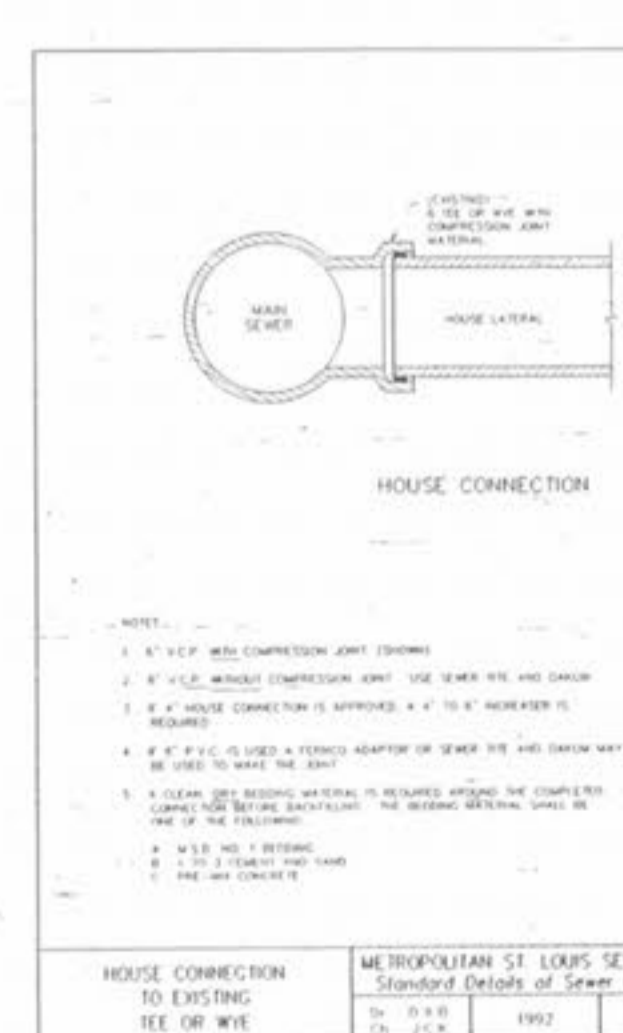 (EXISTING)
6" TEE OR WYE WITH
COMPRESSION JOINT
MATERIAL
MAIN
SEWER
HOUSE LATERAL
HOUSE CONNECTION
NOTES
1. 6" V.C.P. WITH COMPRESSION JOINT (SHOWN)
2. 6" V.C.P. WITHOUT COMPRESSION JOINT USE SEWER TITE AND OAKUM
3. IF 4" HOUSE CONNECTION IS APPROVED, A 4" TO 6" INCREASER IS
REQUIRED
4. IF 6" P.V.C. IS USED A FERNCO ADAPTOR OR SEWER TITE AND OAKUM MAY
BE USED TO MAKE THE JOINT
5. A CLEAN, DRY BEDDING MATERIAL IS REQUIRED AROUND THE COMPLETED
CONNECTION BEFORE BACKFILLING. THE BEDDING MATERIAL SHALL BE
ONE OF THE FOLLOWING
A M.S.D. NO. 1 BEDDING
B 1 TO 3 CEMENT AND SAND
C PRE-MIX CONCRETE
HOUSE CONNECTION
TO EXISTING
TEE OR WYE
METROPOLITAN ST. LOUIS SE
Standard Details of Sewer
Dr.
Ch. J.C.K.
1992